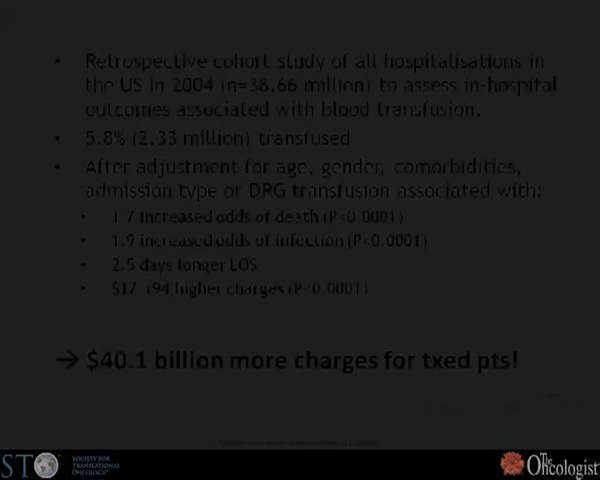 • Retrospective cohort study of all hospitalisations in
the US in 2004 (n=38.66 million) to assess in-hospital
outcomes associated with blood transfusion.
• 5.8% (2.33 million) transfused
• After adjustment for age, gender, comorbidities,
admission type or DRG transfusion associated with:
• 1.7 increased odds of death (P<0.0001)
• 1.9 increased odds of infection (P<0.0001)
• 2.5 days longer LOS
• $17,194 higher charges (P<0.0001)
→ $40.1 billion more charges for txed pts!
STO SOCIETY FOR
TRANSLATIONAL
ONCOLOGY
The Oncologist